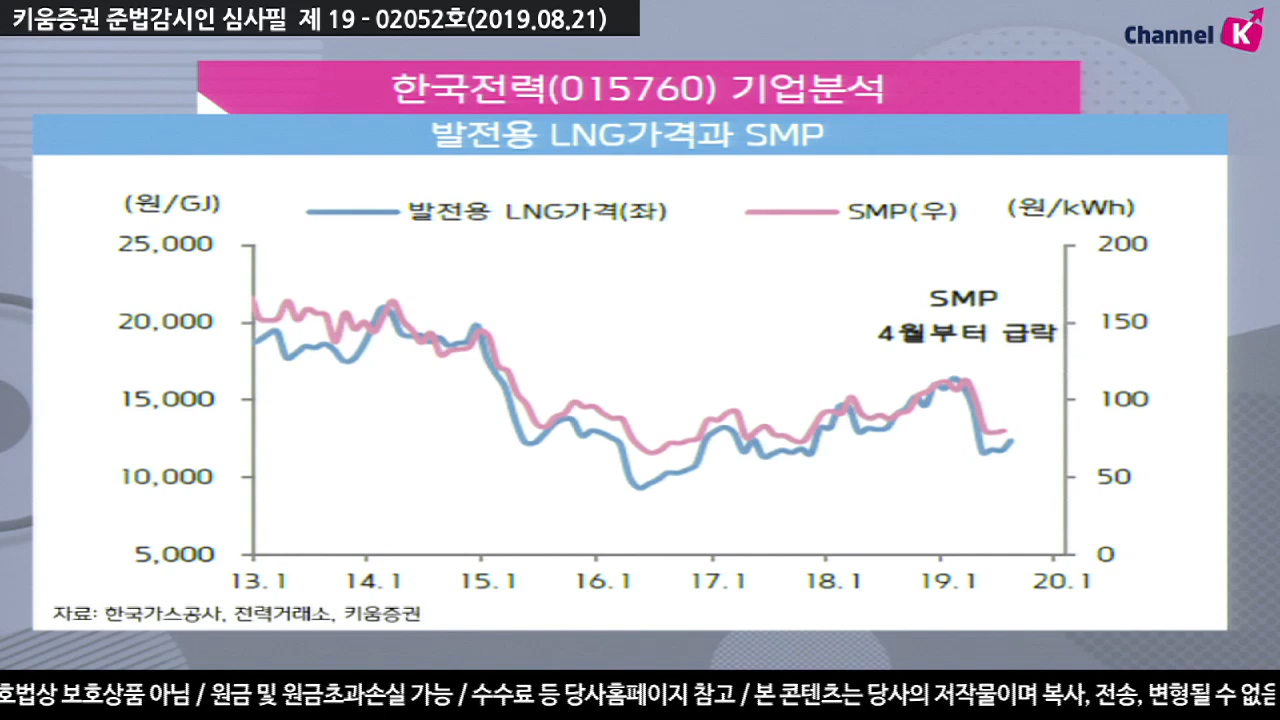 키움증권 준법감시인 심사필 제 19 - 02052호(2019.08.21)
Channel K
한국전력(015760) 기업분석
발전용 LNG가격과 SMP
(원/GJ)
발전용 LNG가격(좌)
SMP(우)
(원/kWh)
25,000
200
SMP
20,000
150
4월부터 급락
15,000
100
10,000
50
5,000
0
13. 1 14. 1 15. 1 16. 1 17. 1 18. 1 19. 1 20. 1
자료: 한국가스공사, 전력거래소, 키움증권
호법상 보호상품 아님 / 원금 및 원금초과손실 가능 / 수수료 등 당사홈페이지 참고 / 본 콘텐츠는 당사의 저작물이며 복사, 전송, 변형될 수 없음